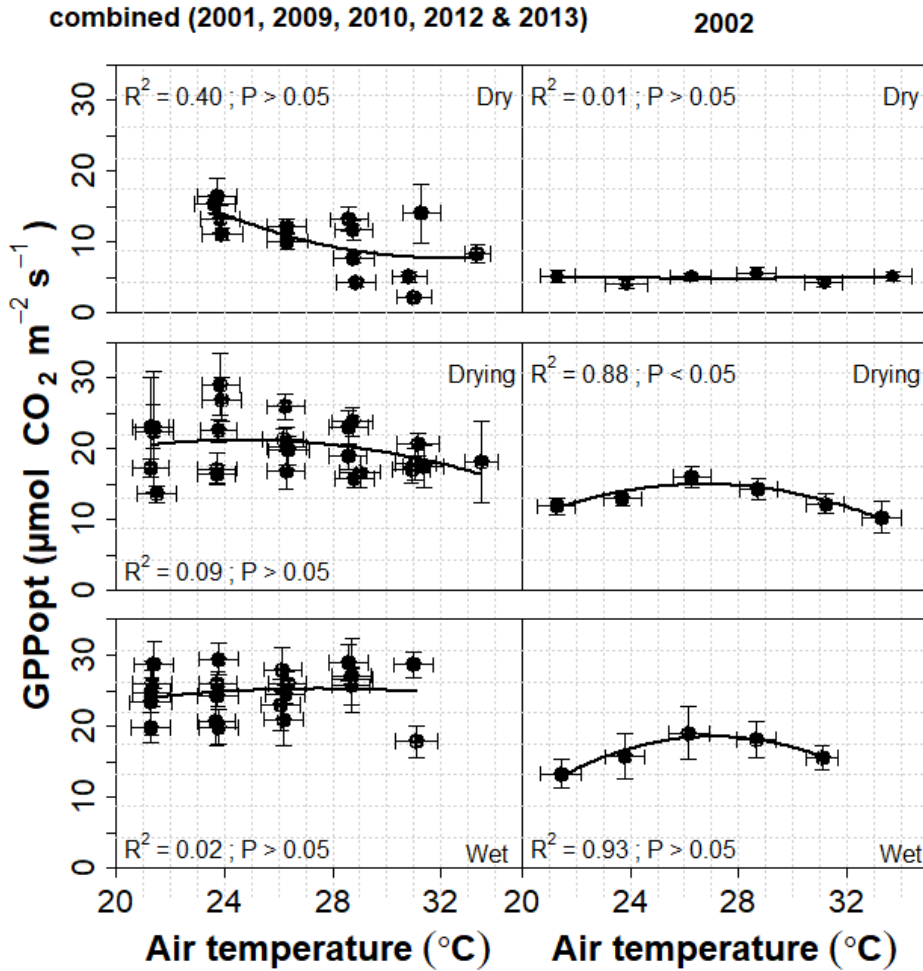 combined (2001, 2009, 2010, 2012 & 2013) 2002
GPPopt (μmol CO₂ m⁻² s⁻¹)
R² = 0.40 ; P > 0.05 Dry
0 10 20 30
R² = 0.01 ; P > 0.05 Dry
Drying
R² = 0.09 ; P > 0.05
0 10 20 30
R² = 0.88 ; P < 0.05 Drying
R² = 0.02 ; P > 0.05 Wet
0 10 20 30
R² = 0.93 ; P > 0.05 Wet
20 24 28 32 20 24 28 32
Air temperature (°C) Air temperature (°C)